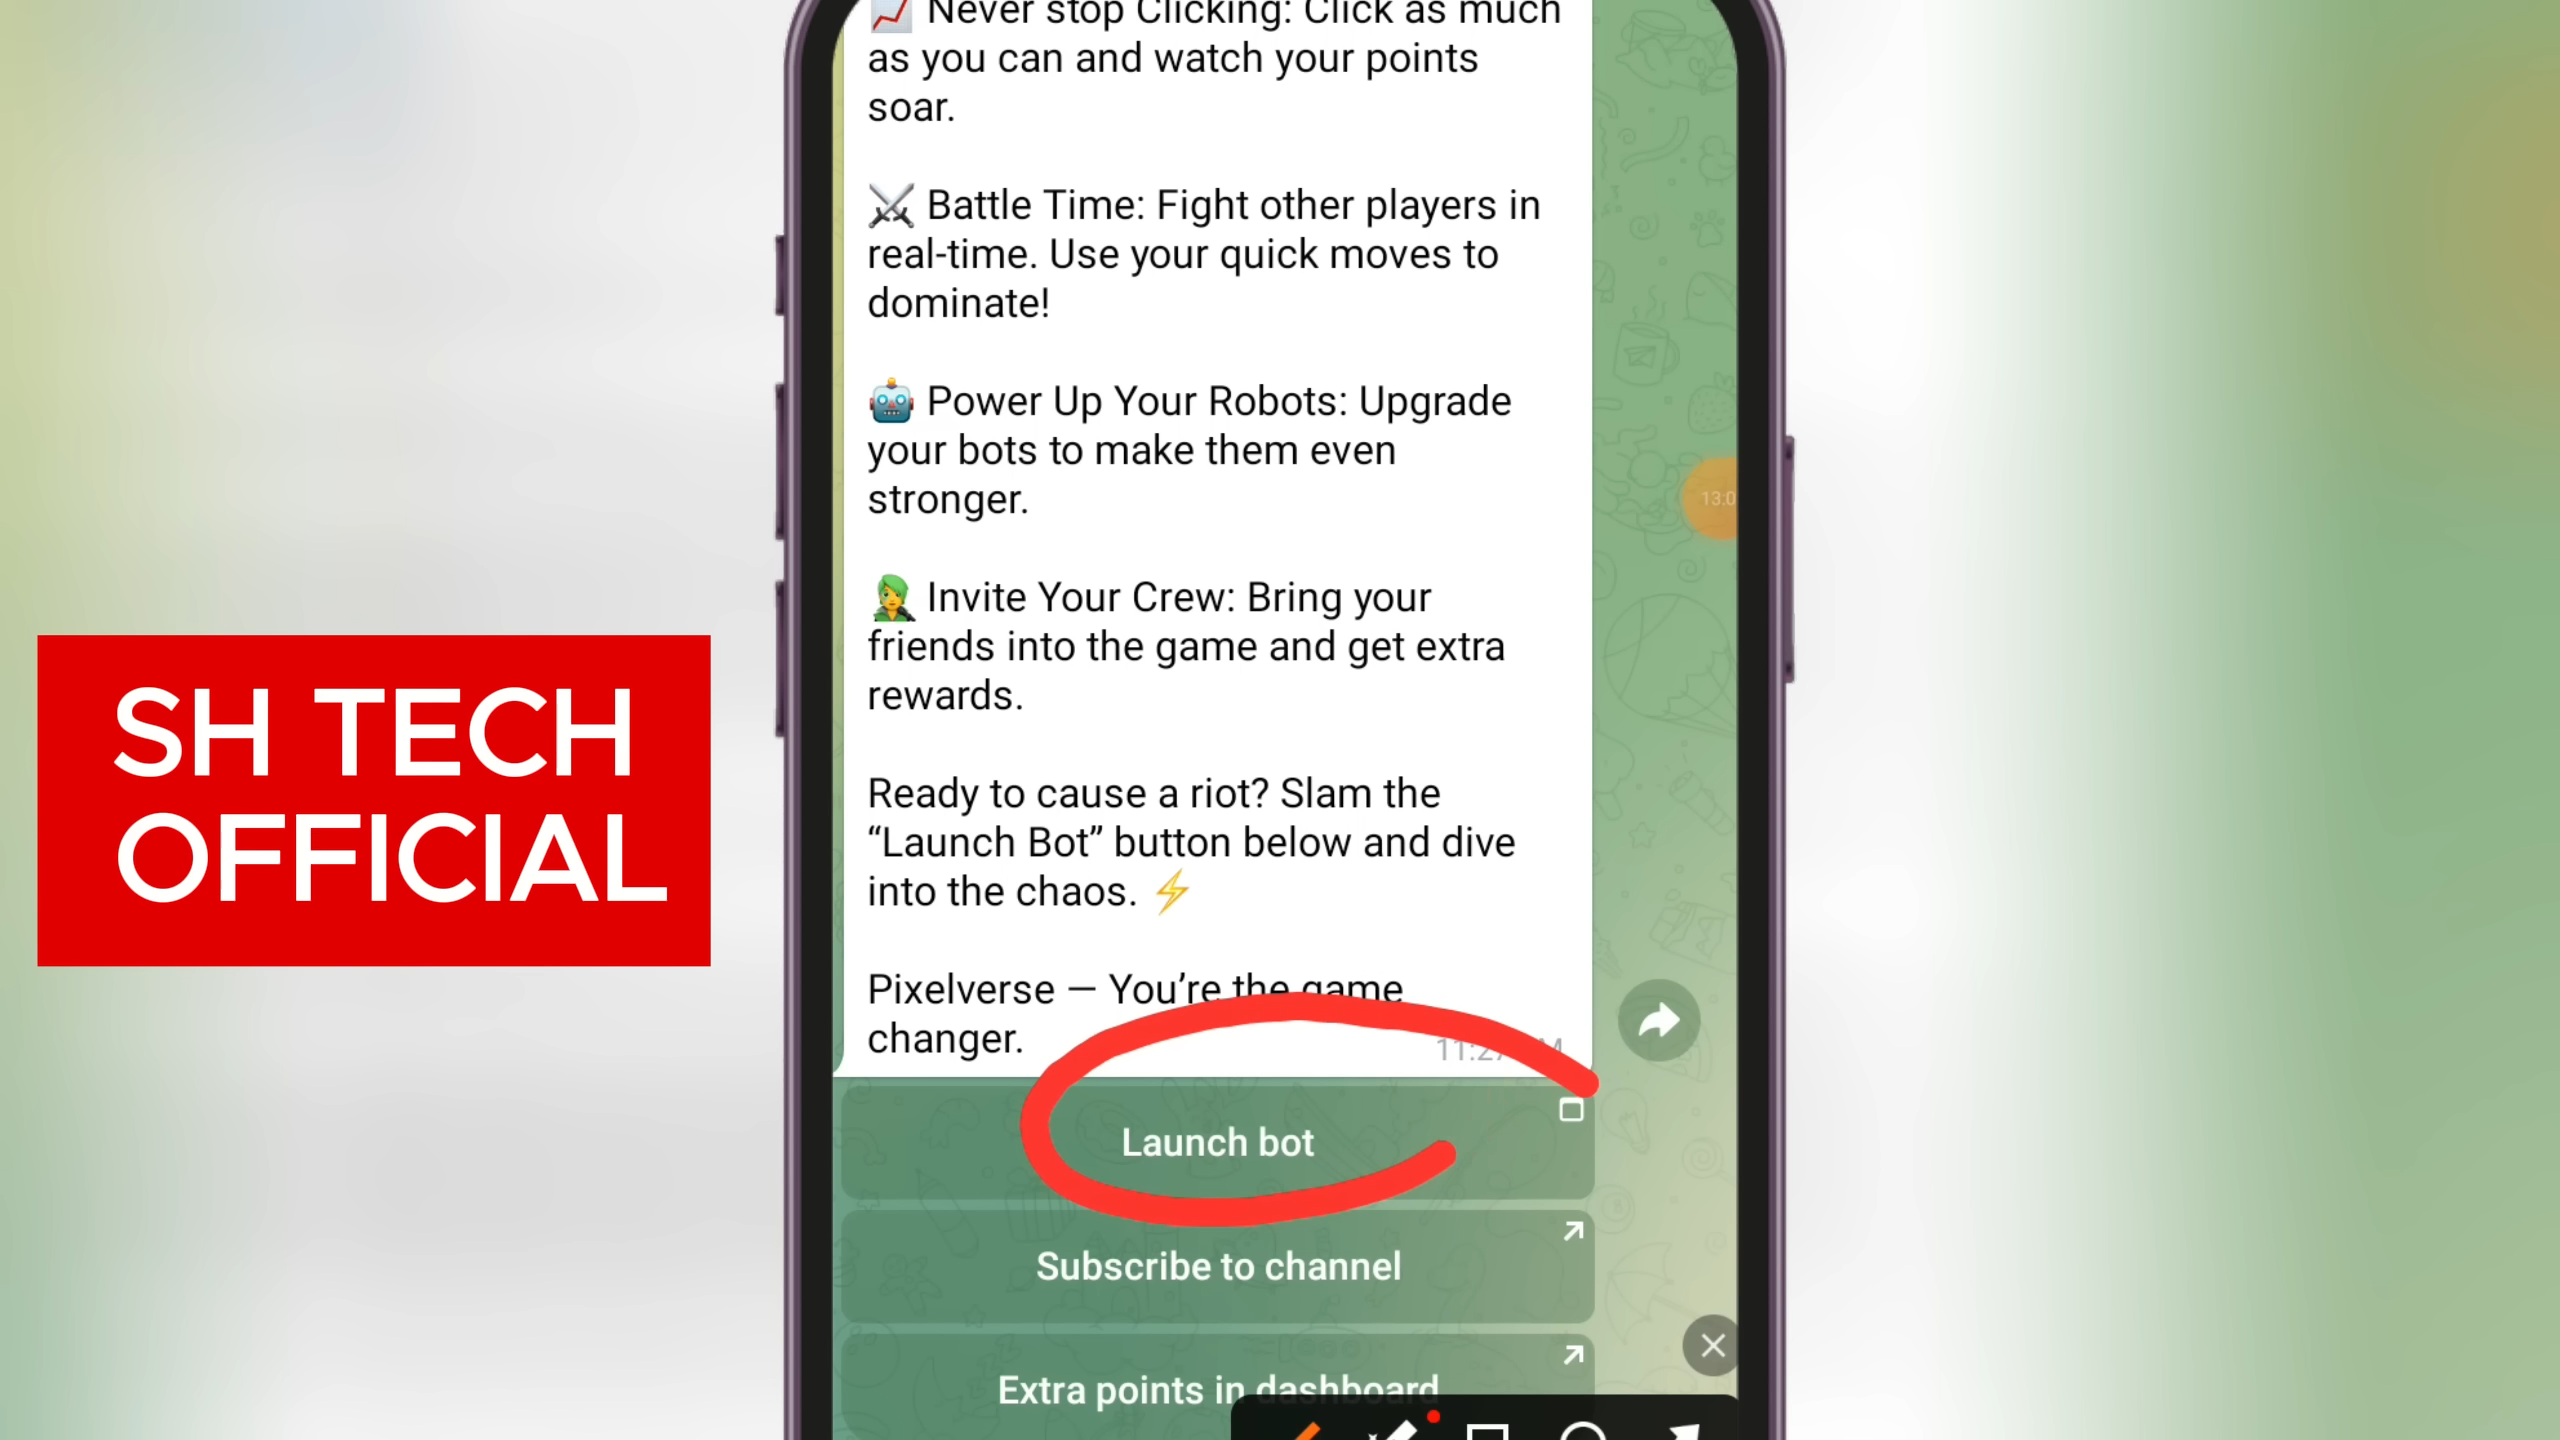 Never stop Clicking: Click as much
as you can and watch your points
soar.
Battle Time: Fight other players in
real-time. Use your quick moves to
dominate!
Power Up Your Robots: Upgrade
your bots to make them even
stronger.
Invite Your Crew: Bring your
friends into the game and get extra
rewards.
Ready to cause a riot? Slam the
“Launch Bot” button below and dive
into the chaos.
Pixelverse — You’re the game
changer.
Launch bot
Subscribe to channel
Extra points in dashboard
SH TECH
OFFICIAL